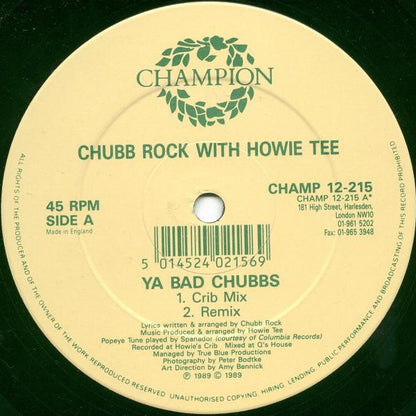 CHAMPION
CHUBB ROCK WITH HOWIE TEE
45 RPM
SIDE A
Made in England
CHAMP 12-215
CHAMP 12-215 A*
181 High Street, Harlesden,
London NW10
01-961 5202
Fax: 01-965 3948
5 014524 021569
YA BAD CHUBBS
1. Crib Mix
2. Remix
Lyrics written & arranged by Chubb Rock
Music Produced & arranged by Howie Tee
Popeye Tune played by Spanador (courtesy of Columbia Records)
Recorded at Howie's Crib Mixed at Q's House
Managed by True Blue Productions
Photography by Peter Bodtke
Art Direction by Amy Bennick
℗ 1989 © 1989
ALL RIGHTS OF THE PRODUCER AND OF THE OWNER OF THE WORK REPRODUCED RESERVED UNAUTHORISED COPYING, HIRING, LENDING, PUBLIC PERFORMANCE AND BROADCASTING OF THIS RECORD PROHIBITED